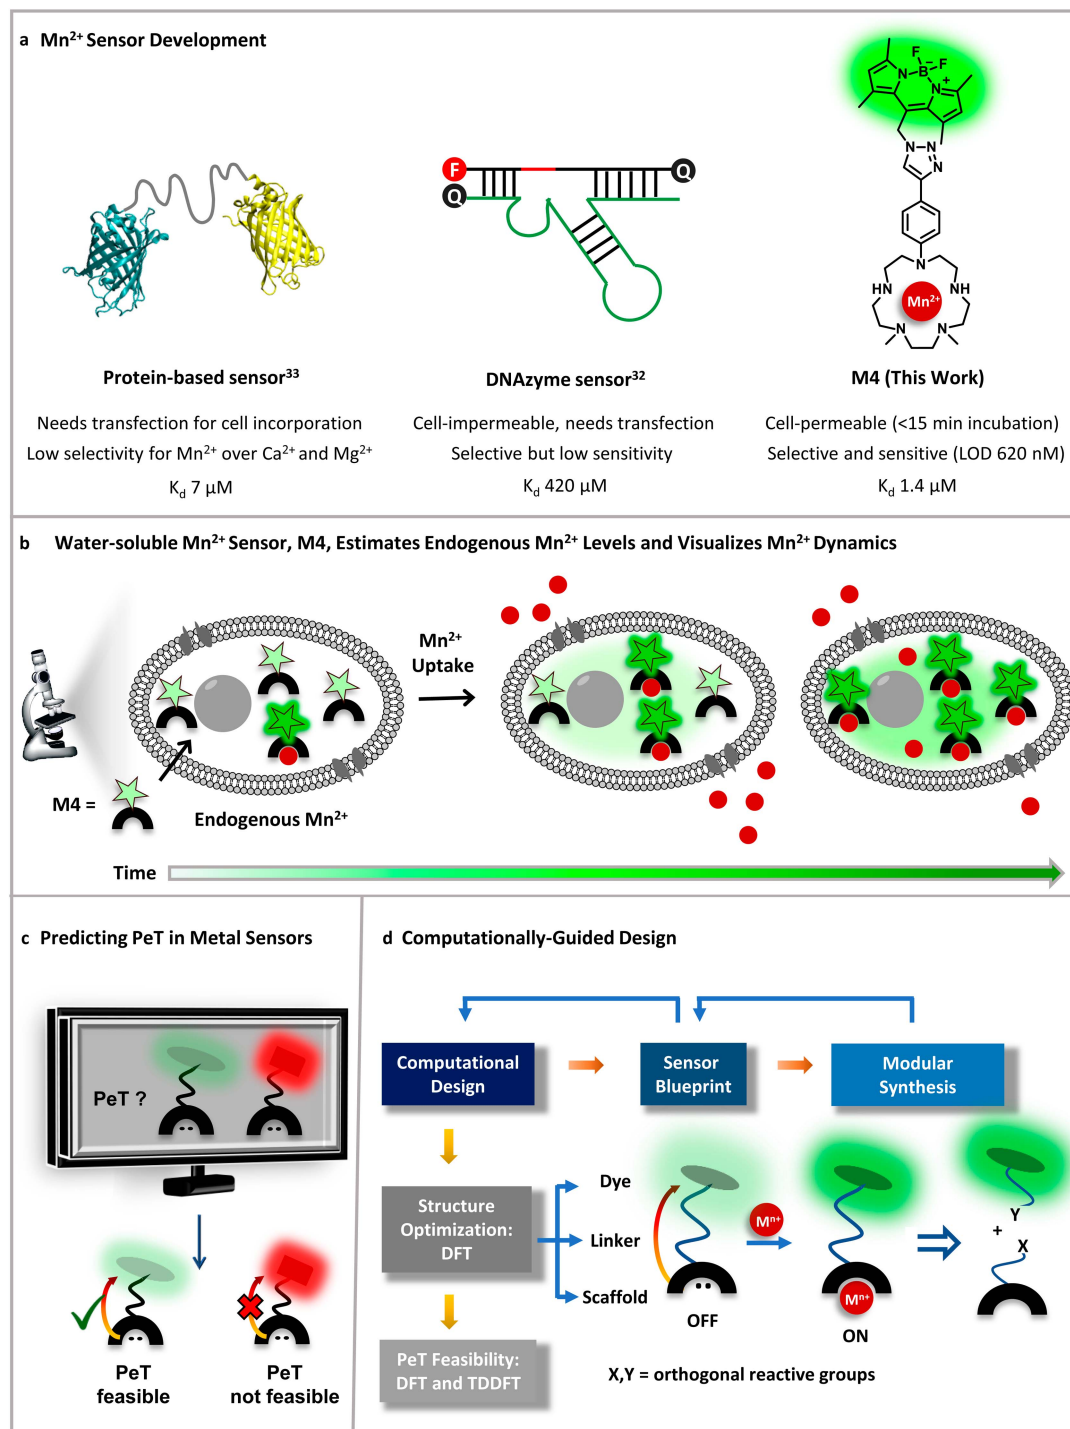 a Mn²⁺ Sensor Development
F
F
B⁻
N
N⁺
N
N
N
N
HN
NH
Mn²⁺
N
N
F
Q
Q
Protein-based sensor³³
DNAzyme sensor³²
M4 (This Work)
Needs transfection for cell incorporation
Low selectivity for Mn²⁺ over Ca²⁺ and Mg²⁺
K_d 7 μM
Cell-impermeable, needs transfection
Selective but low sensitivity
K_d 420 μM
Cell-permeable (<15 min incubation)
Selective and sensitive (LOD 620 nM)
K_d 1.4 μM
b Water-soluble Mn²⁺ Sensor, M4, Estimates Endogenous Mn²⁺ Levels and Visualizes Mn²⁺ Dynamics
Mn²⁺
Uptake
M4 =
Endogenous Mn²⁺
Time
c Predicting PeT in Metal Sensors
PeT ?
PeT
feasible
PeT
not feasible
d Computationally-Guided Design
Computational
Design
Sensor
Blueprint
Modular
Synthesis
Structure
Optimization:
DFT
Dye
Linker
Scaffold
PeT Feasibility:
DFT and TDDFT
OFF
Mⁿ⁺
Mⁿ⁺
ON
Y
+
X
X,Y = orthogonal reactive groups